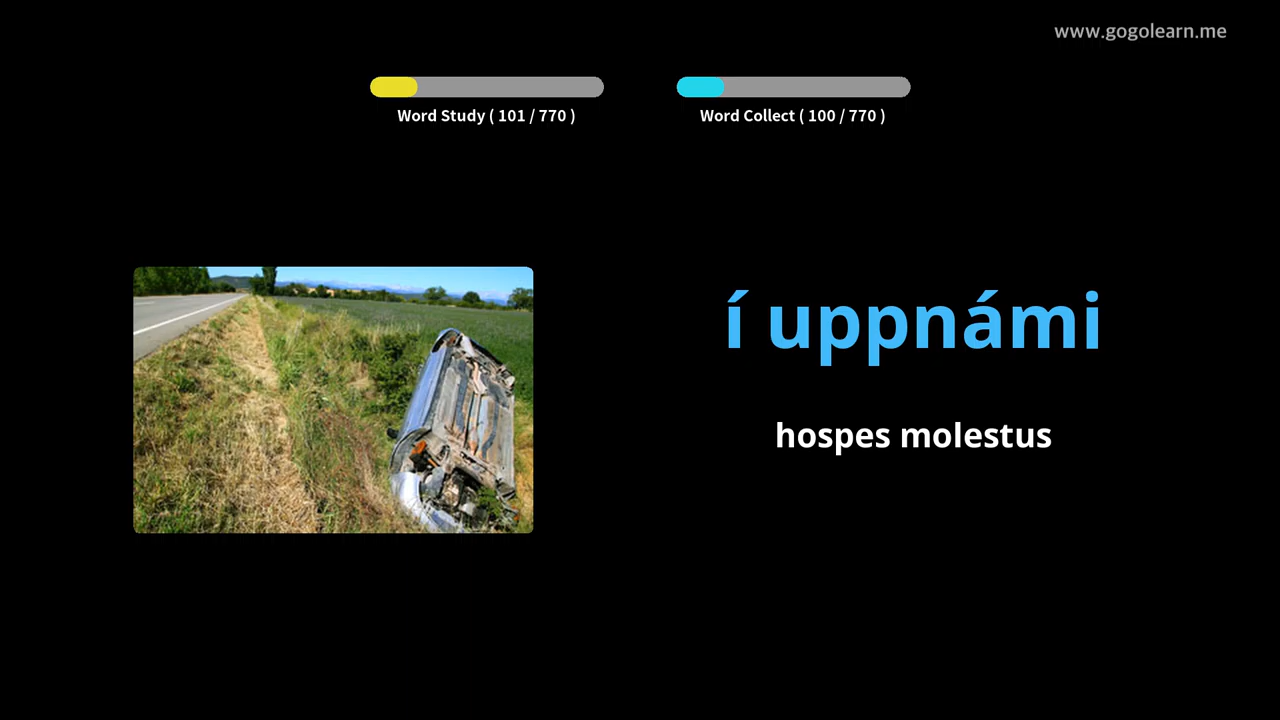 www.gogolearn.me
Word Study ( 101 / 770 )
Word Collect ( 100 / 770 )
í uppnámi
hospes molestus